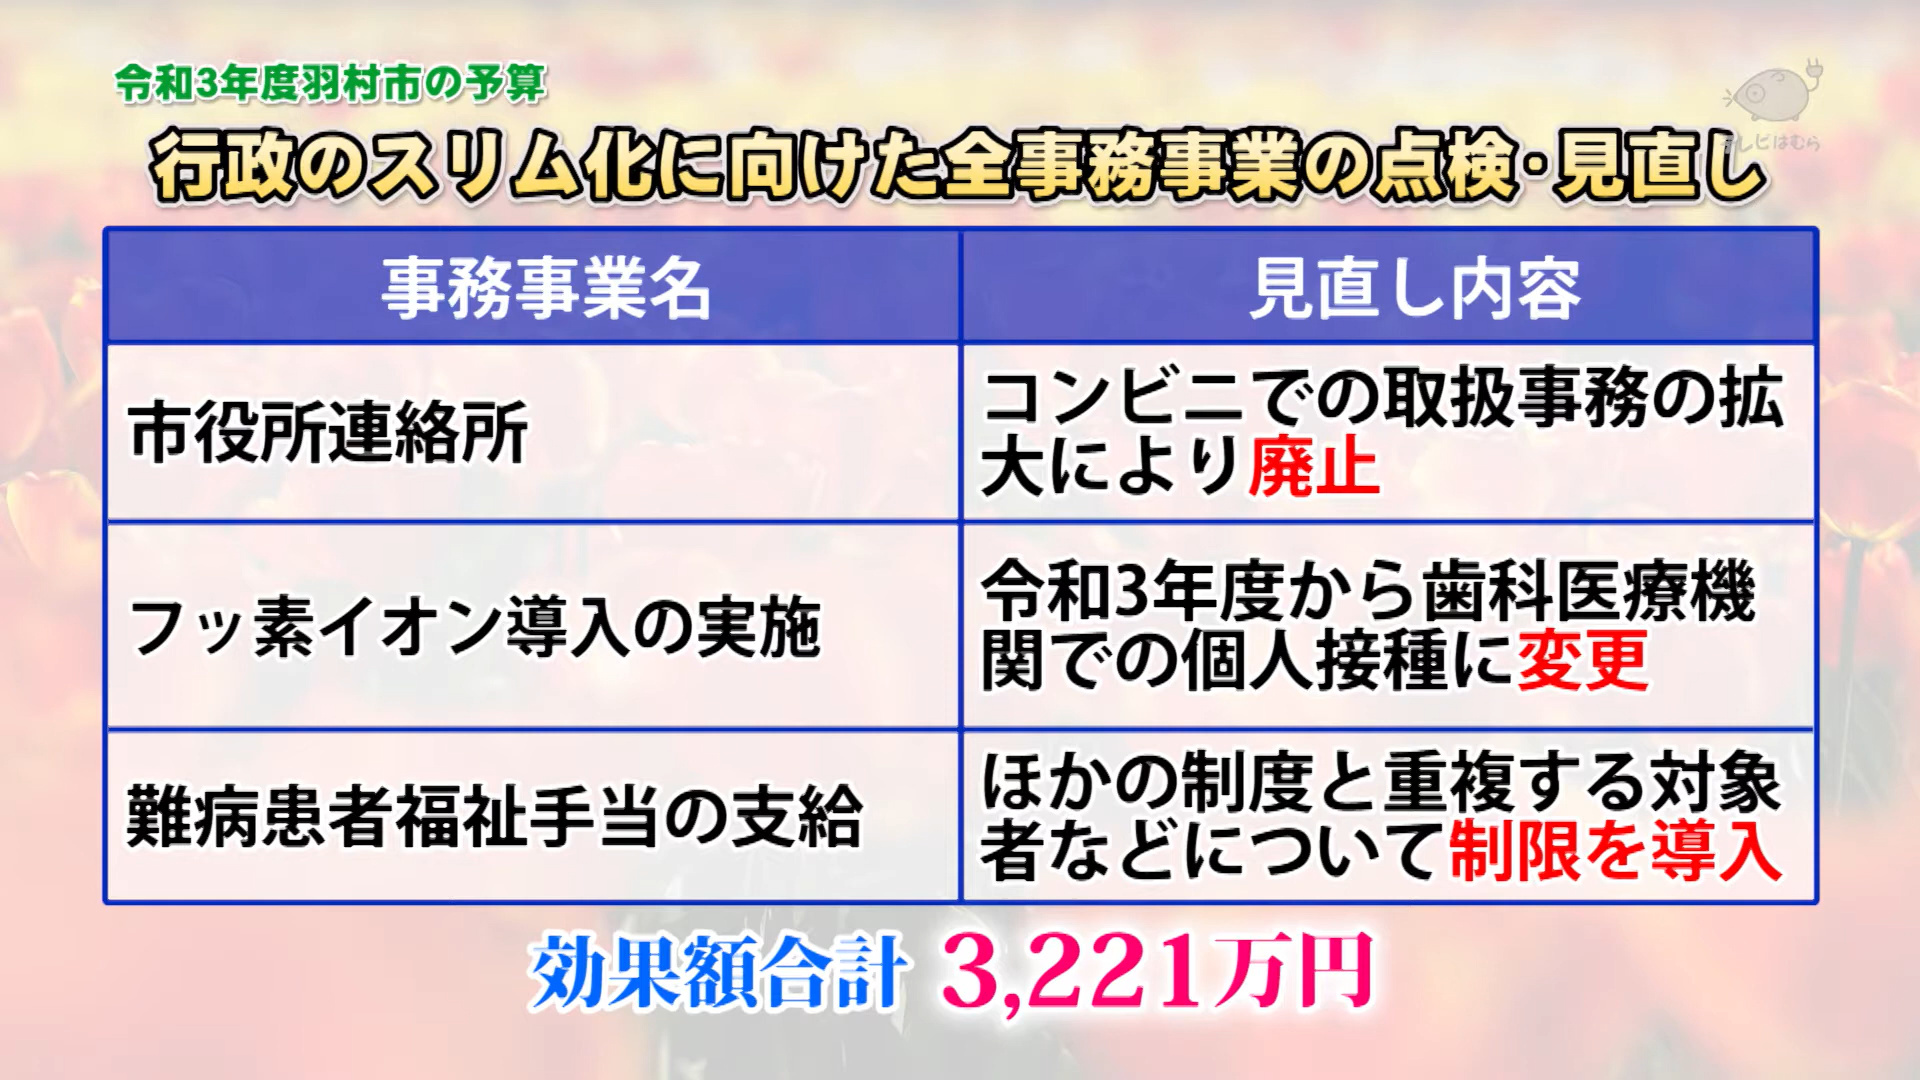 令和3年度羽村市の予算
テレビはむら
行政のスリム化に向けた全事務事業の点検・見直し
事務事業名
見直し内容
市役所連絡所
コンビニでの取扱事務の拡
大により廃止
フッ素イオン導入の実施
令和3年度から歯科医療機
関での個人接種に変更
難病患者福祉手当の支給
ほかの制度と重複する対象
者などについて制限を導入
効果額合計 3,221万円